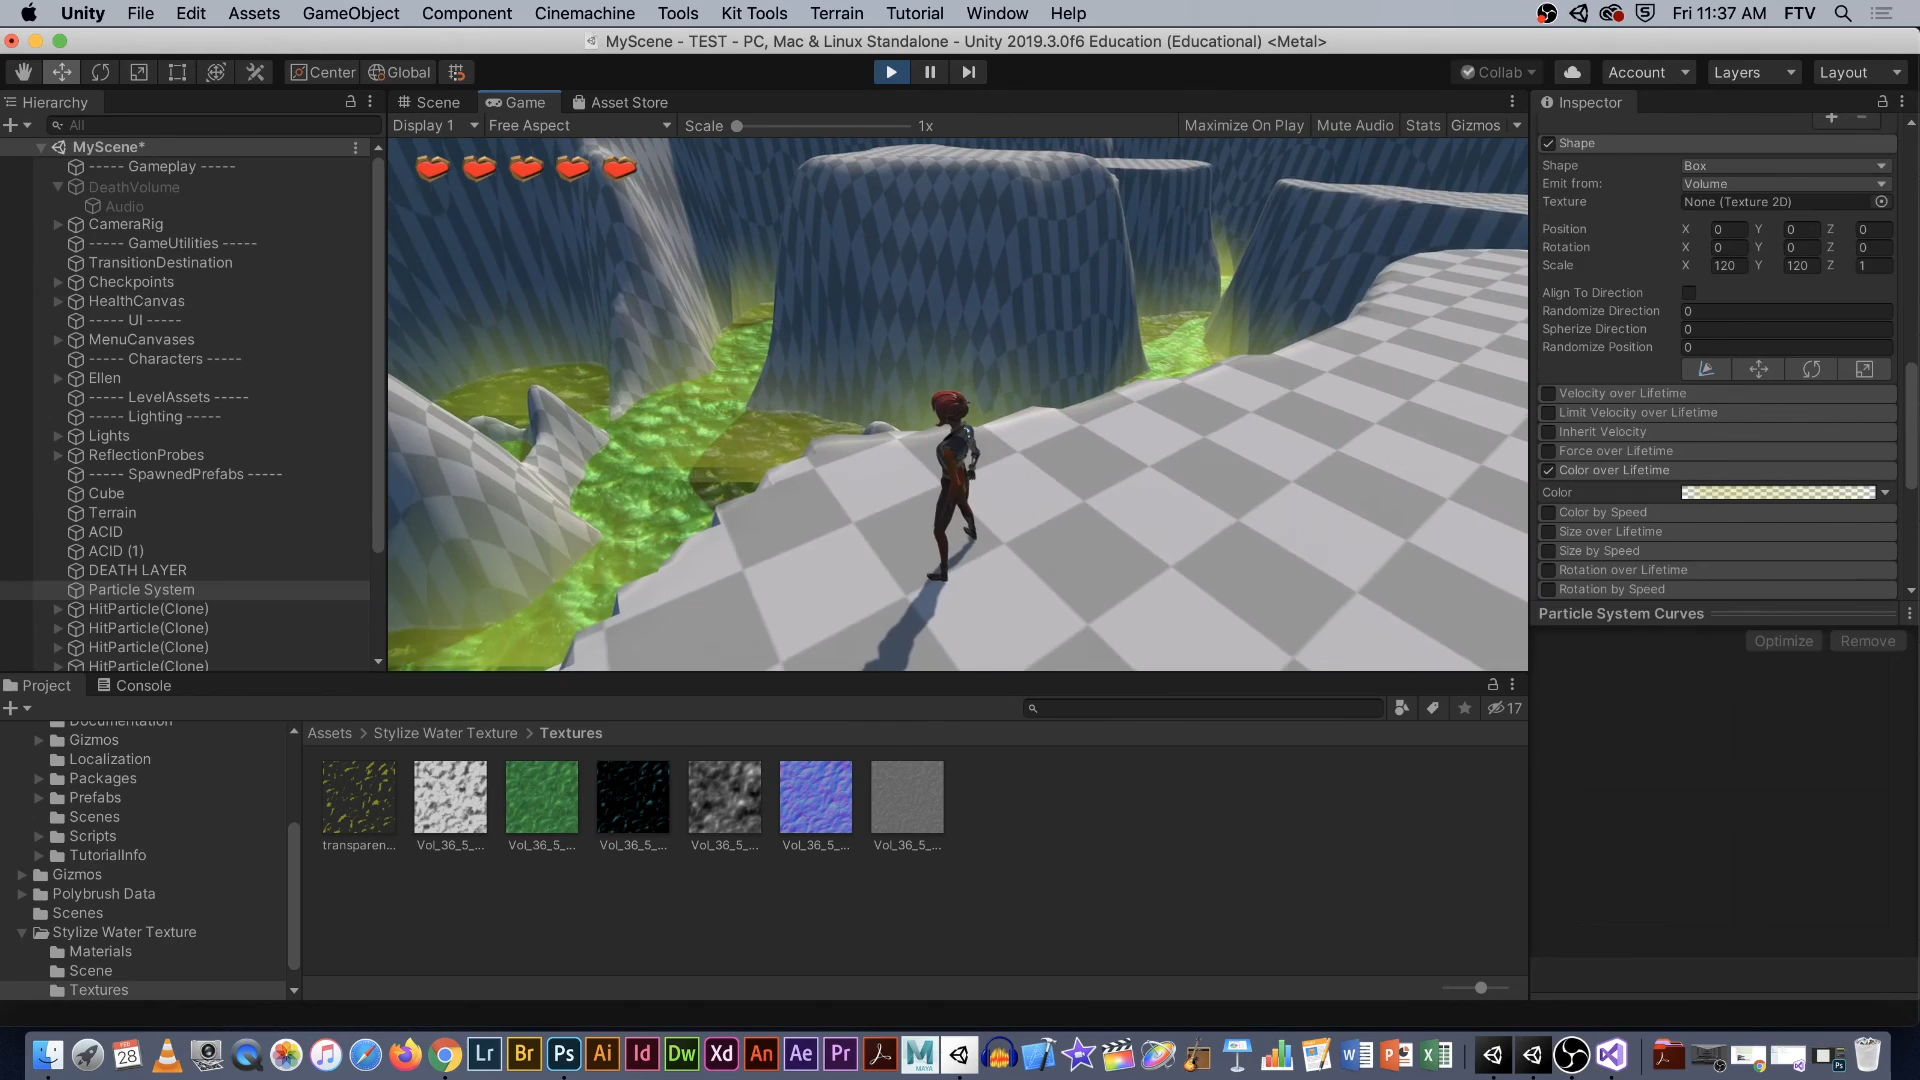 Unity File Edit Assets GameObject Component Cinemachine Tools Kit Tools Terrain Tutorial Window Help Fri 11:37 AM FTV
MyScene - TEST - PC, Mac & Linux Standalone - Unity 2019.3.0f6 Education (Educational) <Metal>
Center Global Collab Account Layers Layout
Hierarchy
All
MyScene*
----- Gameplay -----
DeathVolume
Audio
CameraRig
----- GameUtilities -----
TransitionDestination
Checkpoints
HealthCanvas
----- UI -----
MenuCanvases
----- Characters -----
Ellen
----- LevelAssets -----
----- Lighting -----
Lights
ReflectionProbes
----- SpawnedPrefabs -----
Cube
Terrain
ACID
ACID (1)
DEATH LAYER
Particle System
HitParticle(Clone)
HitParticle(Clone)
HitParticle(Clone)
HitParticle(Clone)
Scene Game Asset Store
Display 1 Free Aspect Scale 1x Maximize On Play Mute Audio Stats Gizmos
Inspector
Shape
Shape Box
Emit from: Volume
Texture None (Texture 2D)
Position X 0 Y 0 Z 0
Rotation X 0 Y 0 Z 0
Scale X 120 Y 120 Z 1
Align To Direction
Randomize Direction 0
Spherize Direction 0
Randomize Position 0
Velocity over Lifetime
Limit Velocity over Lifetime
Inherit Velocity
Force over Lifetime
Color over Lifetime
Color
Color by Speed
Size over Lifetime
Size by Speed
Rotation over Lifetime
Rotation by Speed
Particle System Curves
Optimize Remove
Project Console
17
Documentation
Gizmos
Localization
Packages
Prefabs
Scenes
Scripts
TutorialInfo
Gizmos
Polybrush Data
Scenes
Stylize Water Texture
Materials
Scene
Textures
Assets > Stylize Water Texture > Textures
transparen... Vol_36_5_... Vol_36_5_... Vol_36_5_... Vol_36_5_... Vol_36_5_... Vol_36_5_...
FEB
28 Lr Br Ps Ai Id Dw Xd An Ae Pr MAYA